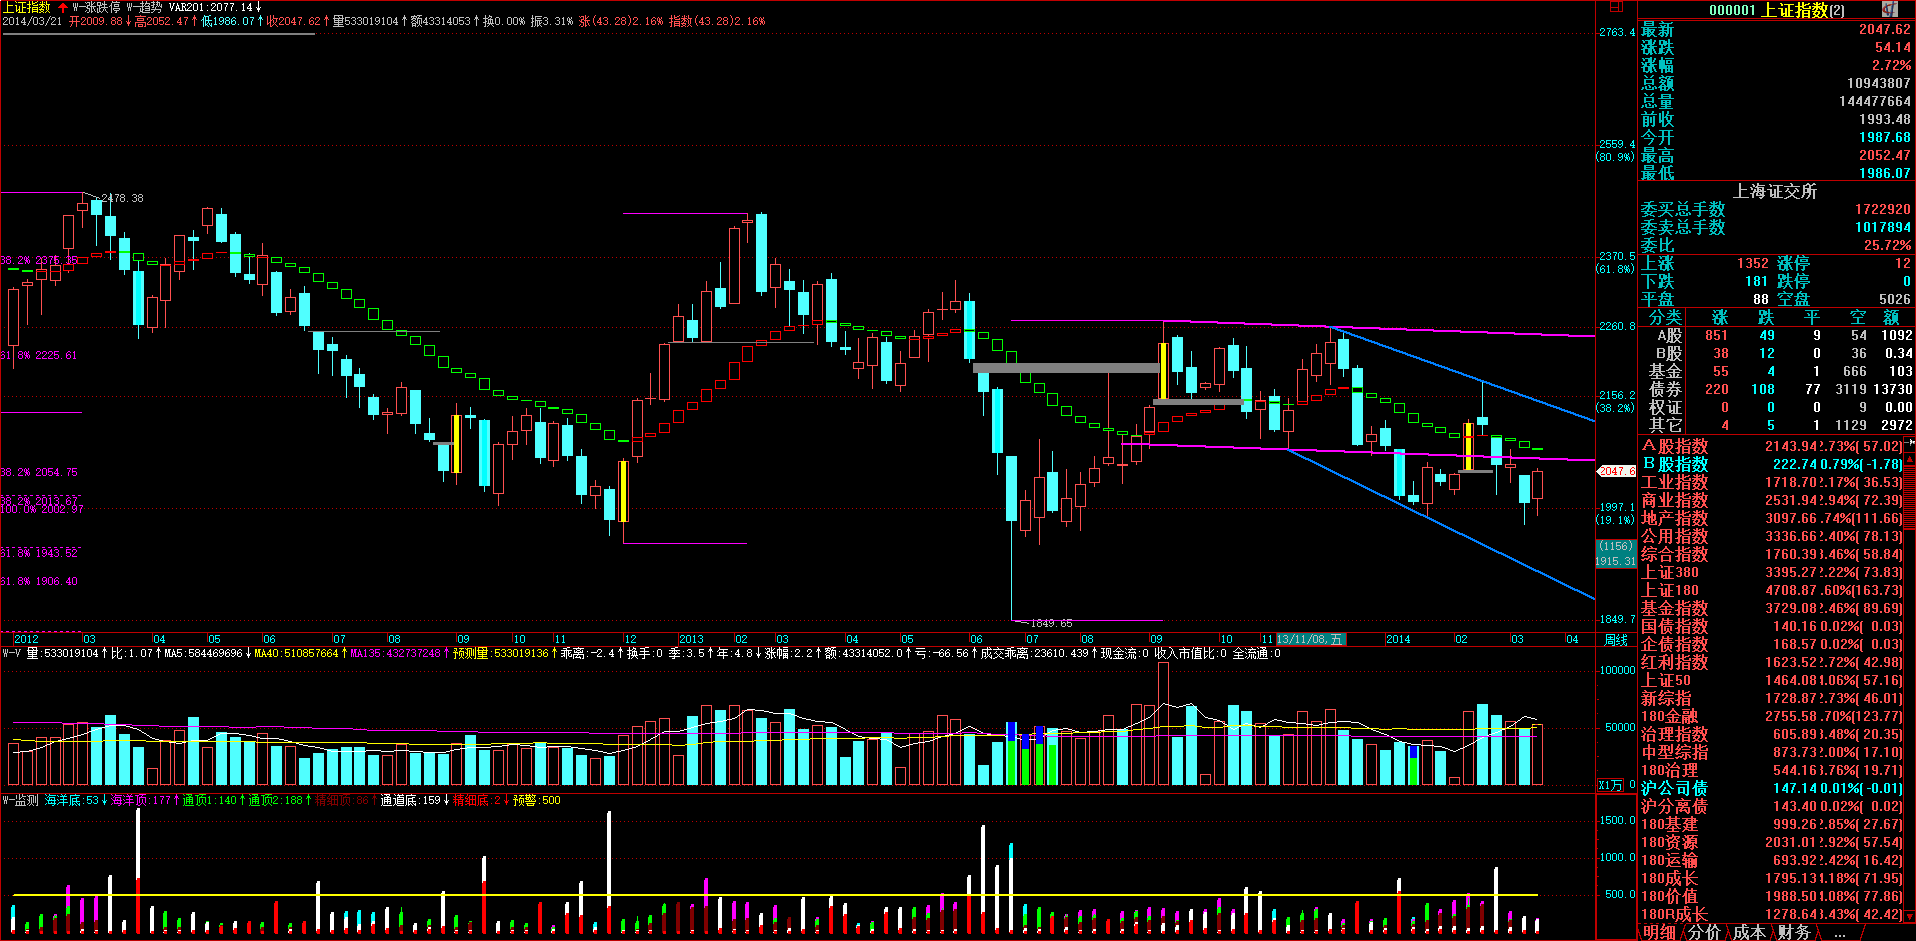 上证指数 ↑ W-涨跌停 W-趋势 VAR201:2077.14↓
2014/03/21 开2009.88↓高2052.47↑低1986.07↑收2047.62↑量533019104↑额43314053↑换0.00% 振3.31% 涨(43.28)2.16% 指数(43.28)2.16%
日
2763.4
2559.4
(80.9%)
2478.38
38.2% 2375.35
2370.5
(61.8%)
2260.8
61.8% 2225.61
2156.2
(38.2%)
38.2% 2054.75
2047.6
38.2% 2013.67
100.0% 2002.97
1997.1
(19.1%)
61.8% 1943.52
(1156)
1915.31
61.8% 1906.40
1849.65
1849.7
2012 03 04 05 06 07 08 09 10 11 12 2013 02 03 04 05 06 07 08 09 10 11 13/11/08,五 2014 02 03 04 周线
W-V 量:533019104↑比:1.07↑MA5:584469696↓MA40:510857664↑MA135:432737248↑预测量:533019136↑乖离:-2.4↑换手:0 季:3.5↑年:4.8↓涨幅:2.2↑额:43314052.0↑亏:-66.56↑成交乖离:23610.439↑现金流:0 收入市值比:0 全流通:0
100000
50000
X1万 0
W-监测 海洋底:53↓海洋顶:177↑通顶1:140↑通顶2:188↑精细顶:86↑通道底:159↓精细底:2↓预警:500
1500.0
1000.0
500.0
000001 上证指数(2)
最新 2047.62
涨跌 54.14
涨幅 2.72%
总额 10943807
总量 144477664
前收 1993.48
今开 1987.68
最高 2052.47
最低 1986.07
上海证交所
委买总手数 1722920
委卖总手数 1017894
委比 25.72%
上涨 1352 涨停 12
下跌 181 跌停 0
平盘 88 空盘 5026
分类 涨 跌 平 空 额
A股 851 49 9 54 1092
B股 38 12 0 36 0.34
基金 55 4 1 666 103
债券 220 108 77 3119 13730
权证 0 0 0 9 0.00
其它 4 5 1 1129 2972
A股指数 2143.94 2.73%( 57.02)
B股指数 222.74 0.79%( -1.78)
工业指数 1718.70 2.17%( 36.53)
商业指数 2531.94 2.94%( 72.39)
地产指数 3097.66 .74%(111.66)
公用指数 3336.66 2.40%( 78.13)
综合指数 1760.39 3.46%( 58.84)
上证380 3395.27 2.22%( 73.83)
上证180 4708.87 .60%(163.73)
基金指数 3729.08 2.46%( 89.69)
国债指数 140.16 0.02%( 0.03)
企债指数 168.57 0.02%( 0.03)
红利指数 1623.52 2.72%( 42.98)
上证50 1464.08 4.06%( 57.16)
新综指 1728.87 2.73%( 46.01)
180金融 2755.58 .70%(123.77)
治理指数 605.89 3.48%( 20.35)
中型综指 873.73 2.00%( 17.10)
180治理 544.16 3.76%( 19.71)
沪公司债 147.14 0.01%( -0.01)
沪分离债 143.40 0.02%( 0.02)
180基建 999.26 2.85%( 27.67)
180资源 2031.01 2.92%( 57.54)
180运输 693.92 2.42%( 16.42)
180成长 1795.13 4.18%( 71.95)
180价值 1988.50 4.08%( 77.86)
180R成长 1278.64 3.43%( 42.42)
明细 分价 成本 财务 ...